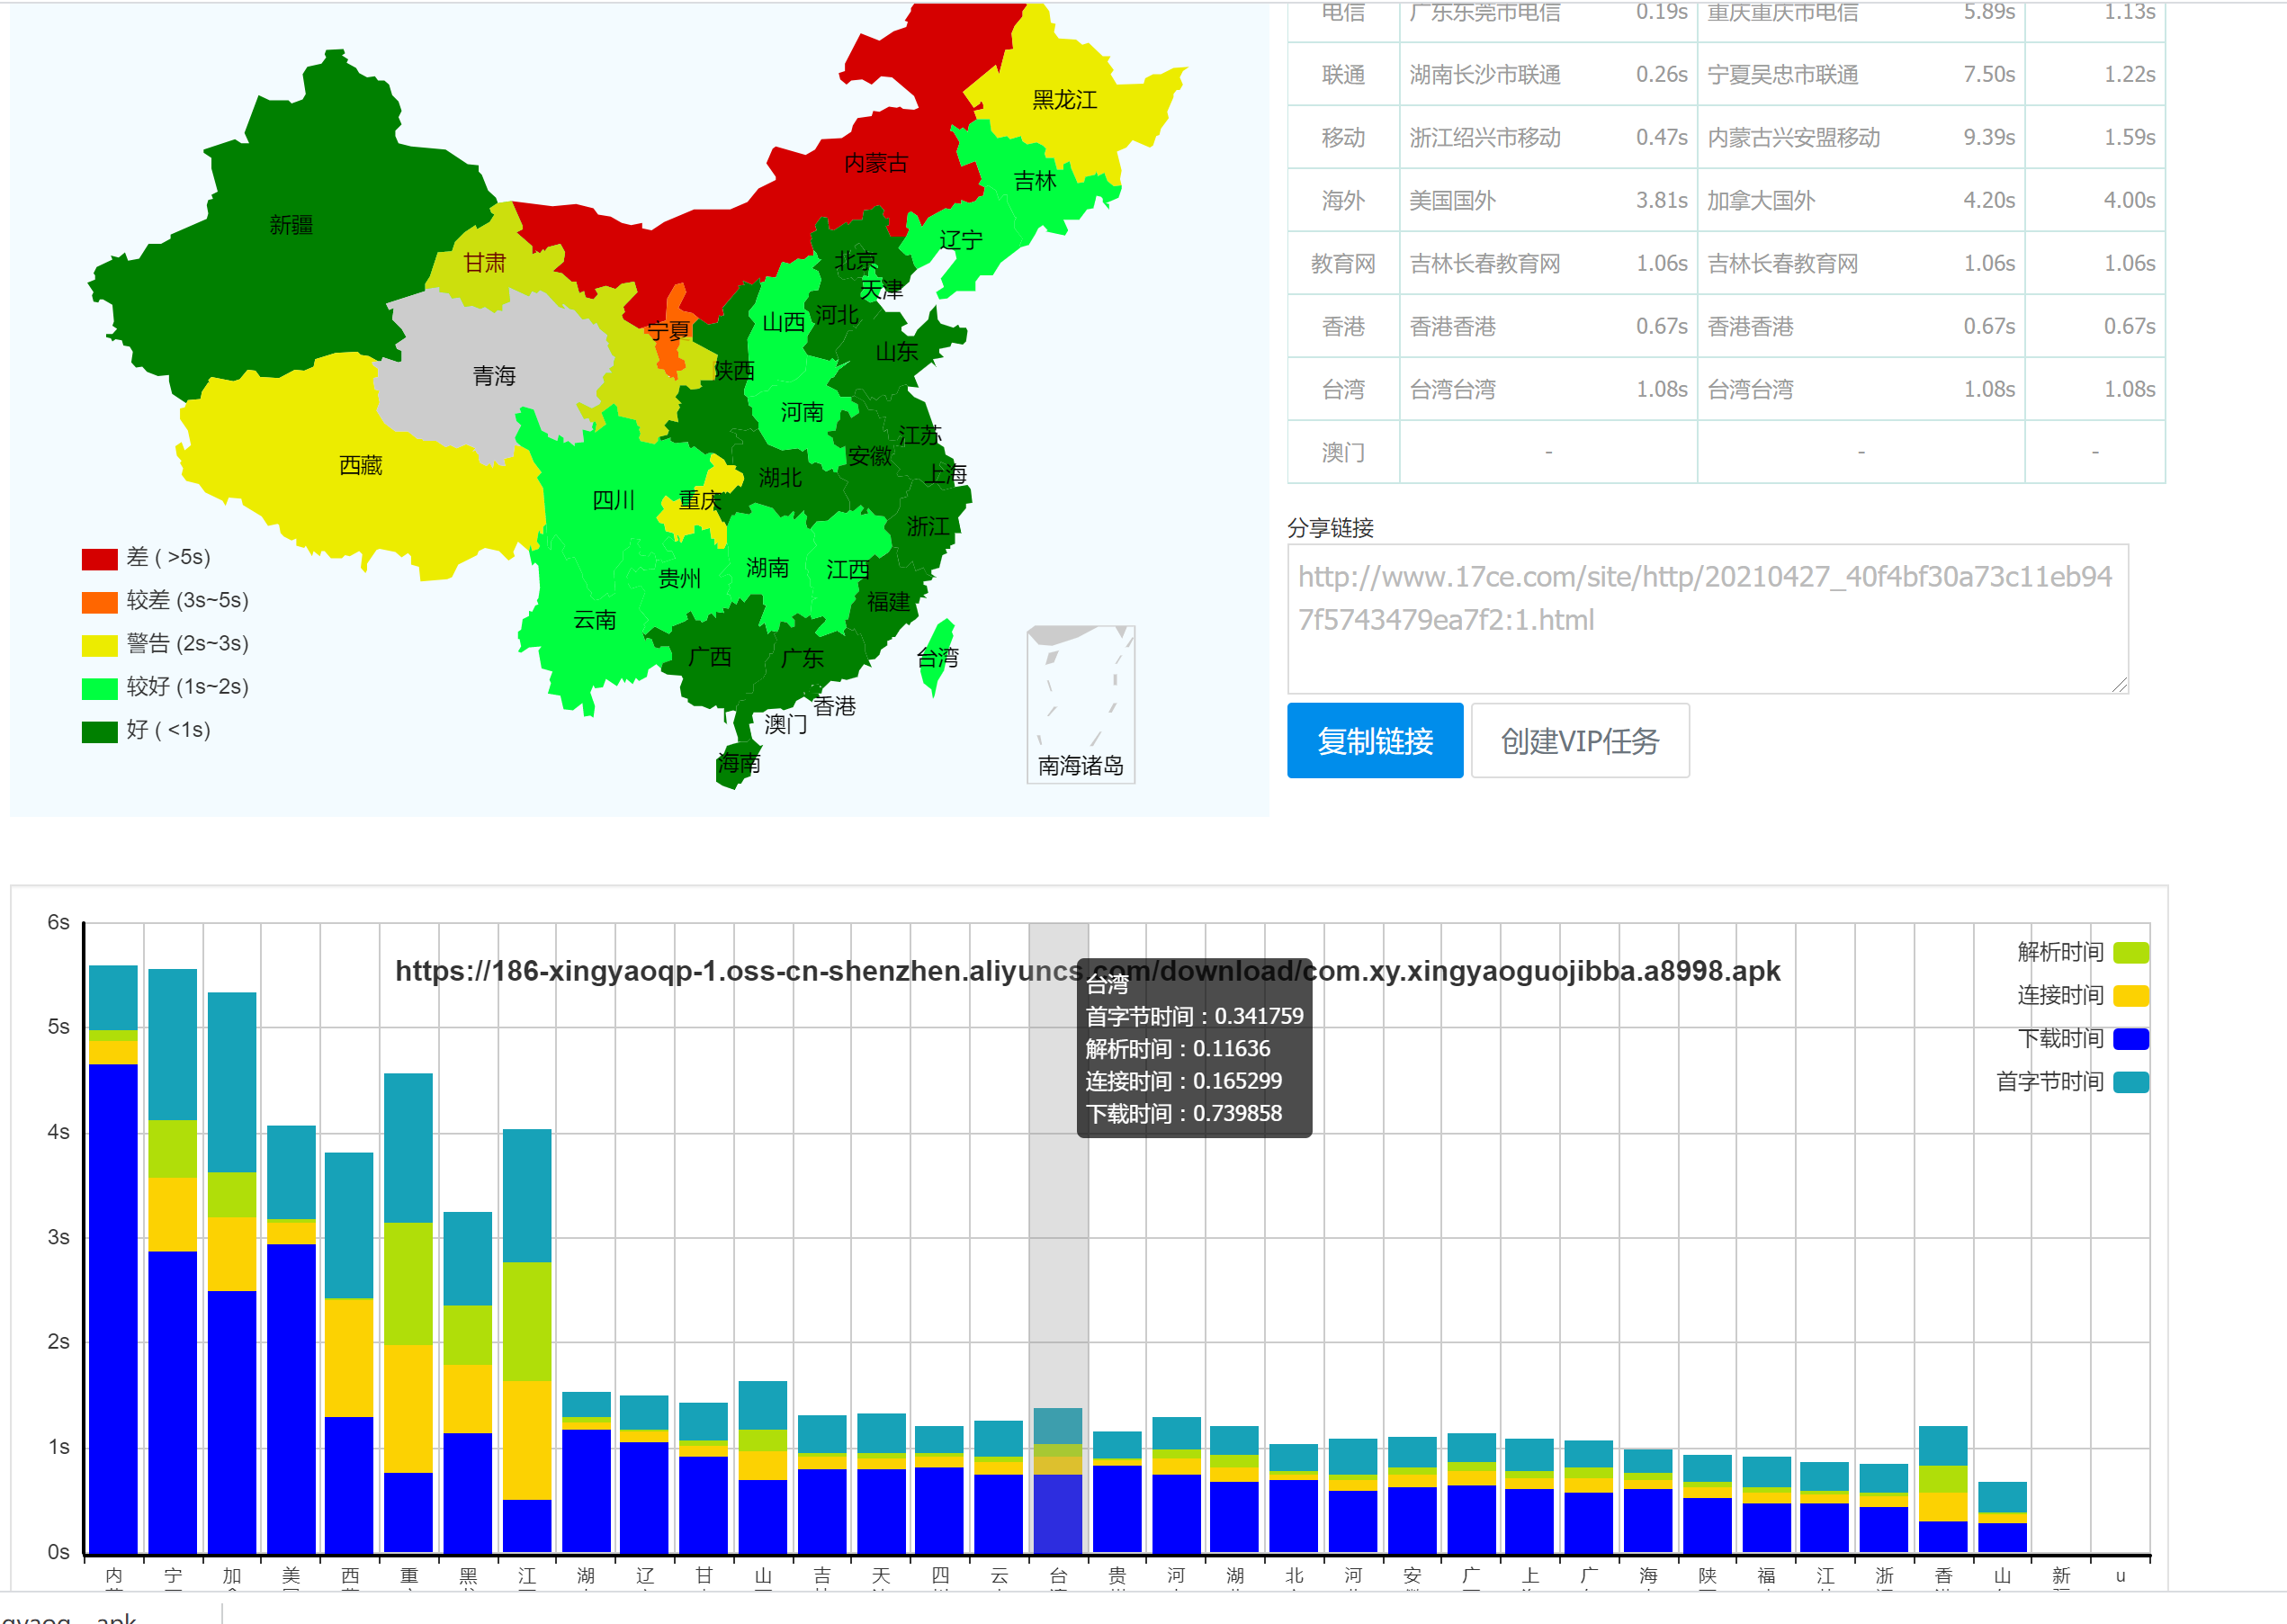 黑龙江
内蒙古
吉林
新疆
辽宁
甘肃
北京
天津
宁夏
山西
河北
山东
陕西
青海
河南
江苏
安徽
西藏
上海
湖北
四川
重庆
浙江
湖南
江西
贵州
福建
云南
广西
广东
台湾
香港
澳门
海南
南海诸岛
差 ( >5s)
较差 (3s~5s)
警告 (2s~3s)
较好 (1s~2s)
好 ( <1s)
电信 广东东莞市电信 0.19s 重庆重庆市电信 5.89s 1.13s
联通 湖南长沙市联通 0.26s 宁夏吴忠市联通 7.50s 1.22s
移动 浙江绍兴市移动 0.47s 内蒙古兴安盟移动 9.39s 1.59s
海外 美国国外 3.81s 加拿大国外 4.20s 4.00s
教育网 吉林长春教育网 1.06s 吉林长春教育网 1.06s 1.06s
香港 香港香港 0.67s 香港香港 0.67s 0.67s
台湾 台湾台湾 1.08s 台湾台湾 1.08s 1.08s
澳门 - - -
分享链接
http://www.17ce.com/site/http/20210427_40f4bf30a73c11eb94
7f5743479ea7f2:1.html
复制链接 创建VIP任务
https://186-xingyaoqp-1.oss-cn-shenzhen.aliyuncs.com/download/com.xy.xingyaoguojibba.a8998.apk
解析时间
连接时间
下载时间
首字节时间
台湾
首字节时间：0.341759
解析时间：0.11636
连接时间：0.165299
下载时间：0.739858
6s
5s
4s
3s
2s
1s
0s
内 宁 加 美 西 重 黑 江 湖 辽 甘 山 吉 天 四 云 台 贵 河 湖 北 河 安 广 上 广 海 陕 福 江 浙 香 山 新 u